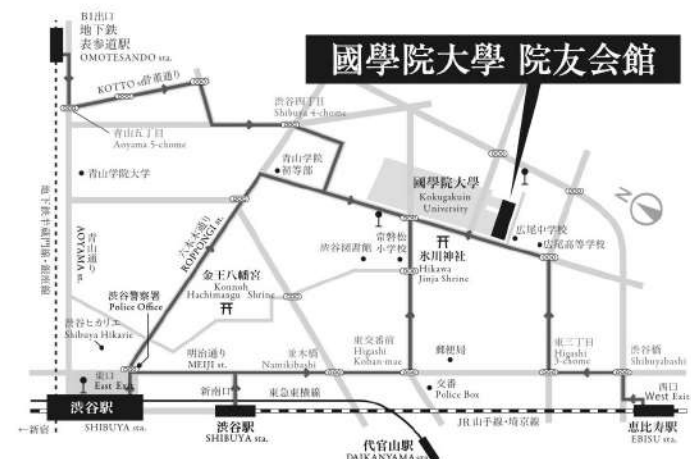 B1出口
地下鉄
表参道駅
OMOTESANDO sta.
國學院大學 院友会館
KOTTO st.骨董通り
渋谷四丁目
Shibuya 4-chome
青山五丁目
Aoyama 5-chome
青山学院大学
青山学院
初等部
國學院大學
Kokugakuin
University
N
地下鉄半蔵門線・銀座線
青山通り
AOYAMA st.
六本木通り
ROPPONGI st.
常磐松
小学校
渋谷図書館
広尾中学校
広尾高等学校
氷川神社
Hikawa
Jinja Shrine
金王八幡宮
Konnoh
Hachimangu Shrine
渋谷警察署
Police Office
渋谷ヒカリエ
Shibuya Hikarie
明治通り
MEIJI st.
並木橋
Namikibashi
東交番前
Higashi
Koban-mae
郵便局
東三丁目
Higashi
3-chome
渋谷橋
Shibuyabashi
東口
East Exit
新南口
東急東横線
交番
Police Box
西口
West Exit
渋谷駅
SHIBUYA sta.
←新宿
渋谷駅
SHIBUYA sta.
JR山手線・埼京線
恵比寿駅
EBISU sta.
代官山駅
DAIKANYAMA sta.